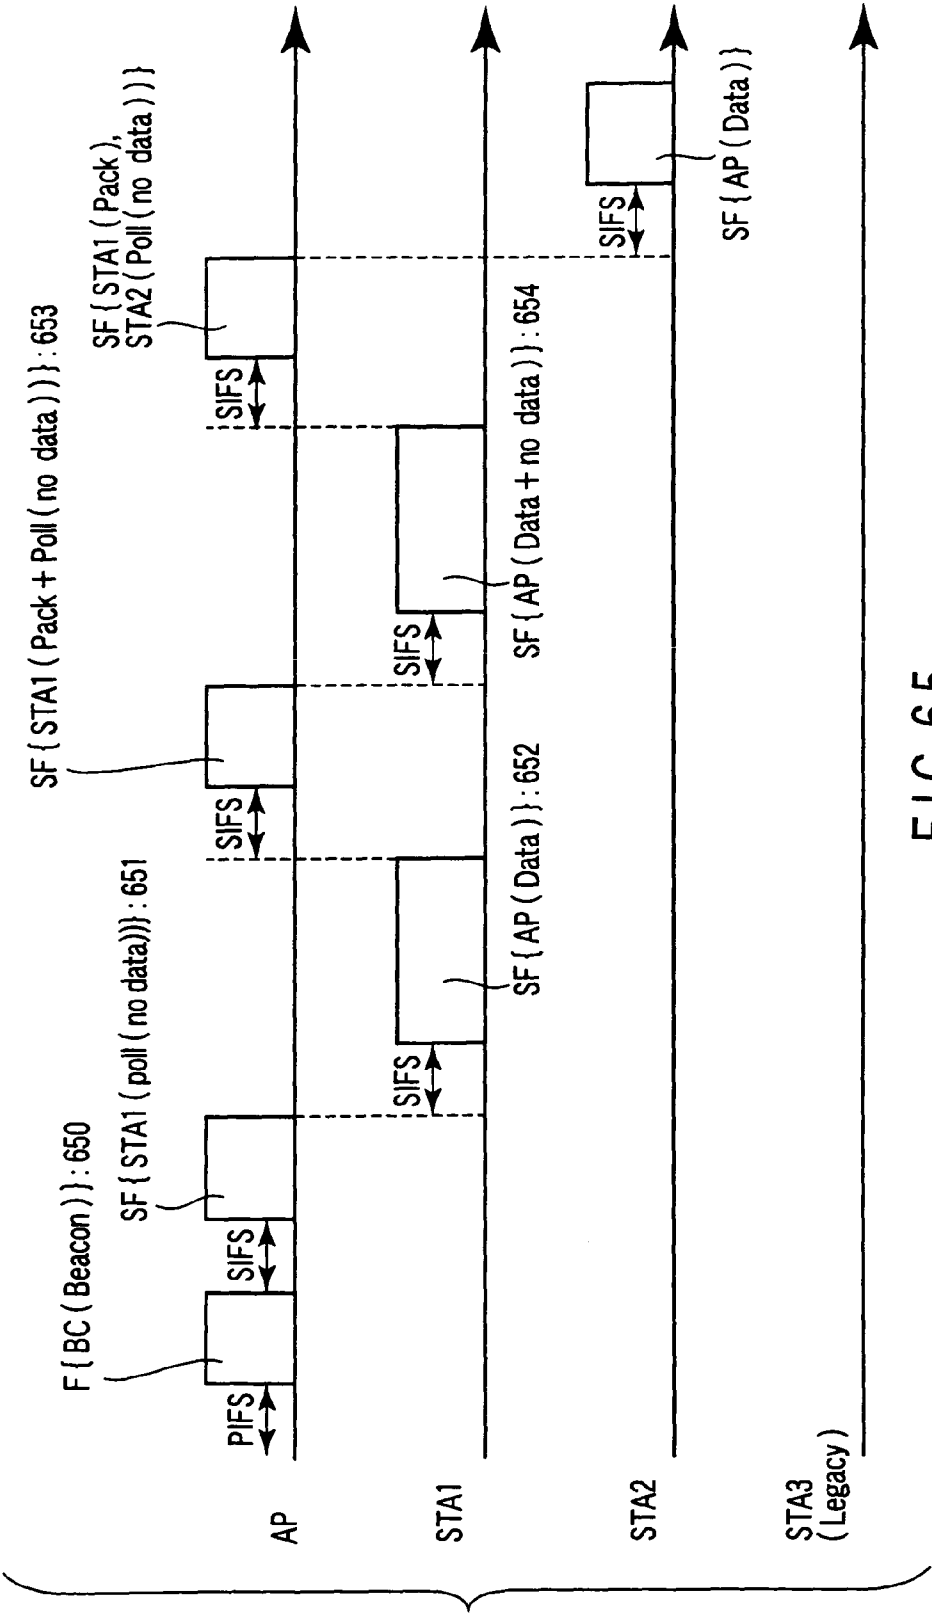 SF{STA1(Pack+Poll(no data))}:653
SF{STA1(Pack),
STA2(Poll(no data))}
F{BC(Beacon)}:650
SF{STA1(poll(no data))}:651
PIFS
SIFS
SIFS
SIFS
AP
SIFS
SIFS
STA1
SF{AP(Data)}:652
SF{AP(Data+no data)}:654
SIFS
STA2
SF{AP(Data)}
STA3
(Legacy)
FIG. 65